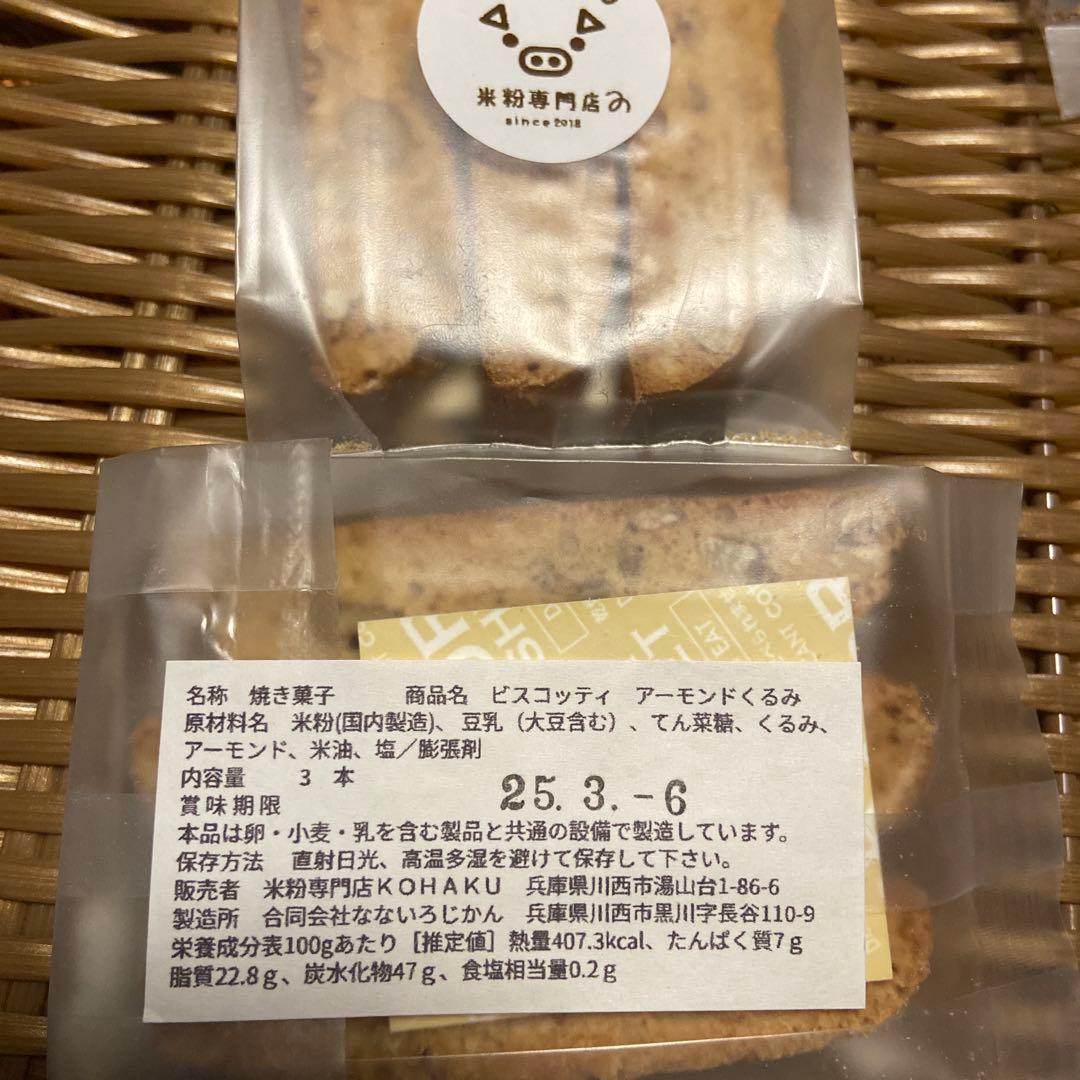 米粉専門店み
since 2018
名称 焼き菓子 商品名 ビスコッティ アーモンドくるみ
原材料名 米粉(国内製造)、豆乳（大豆含む）、てん菜糖、くるみ、
アーモンド、米油、塩／膨張剤
内容量 3 本
賞味期限 25.3.-6
本品は卵・小麦・乳を含む製品と共通の設備で製造しています。
保存方法 直射日光、高温多湿を避けて保存して下さい。
販売者 米粉専門店KOHAKU 兵庫県川西市湯山台1-86-6
製造所 合同会社なないろじかん 兵庫県川西市黒川字長谷110-9
栄養成分表100gあたり［推定値］熱量407.3kcal、たんぱく質7g
脂質22.8g、炭水化物47g、食塩相当量0.2g